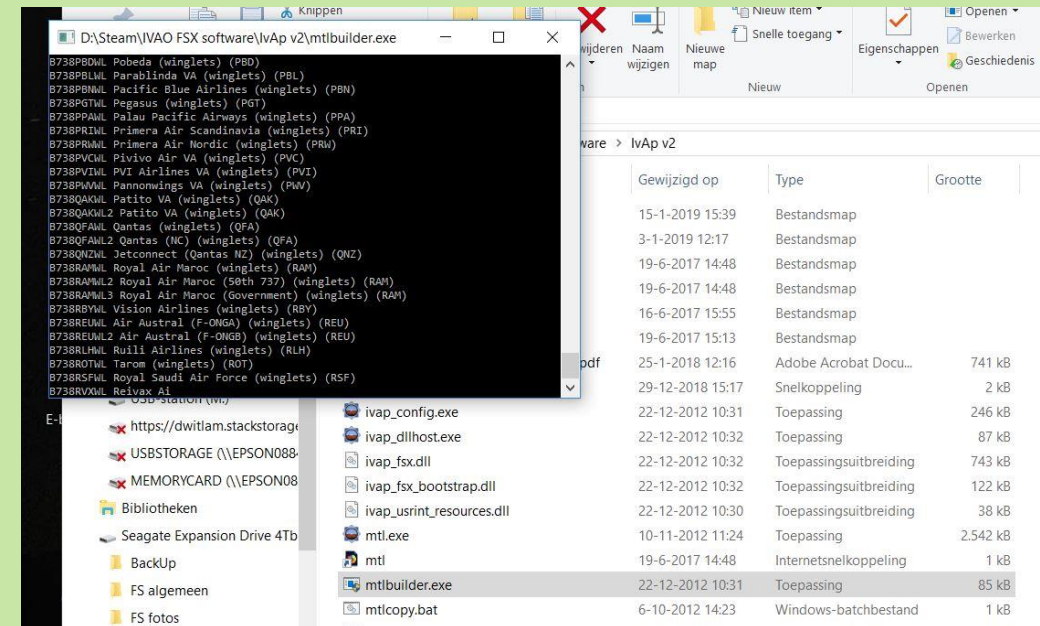 Knippen
D:\Steam\IVAO FSX software\IvAp v2\mtlbuilder.exe
B738PBDWL Pobeda (winglets) (PBD)
B738PBLWL Parablinda VA (winglets) (PBL)
B738PBNWL Pacific Blue Airlines (winglets) (PBN)
B738PGTWL Pegasus (winglets) (PGT)
B738PPAWL Palau Pacific Airways (winglets) (PPA)
B738PRIWL Primera Air Scandinavia (winglets) (PRI)
B738PRWWL Primera Air Nordic (winglets) (PRW)
B738PVCWL Pivivo Air VA (winglets) (PVC)
B738PVIWL PVI Airlines VA (winglets) (PVI)
B738PWVWL Pannonwings VA (winglets) (PWV)
B738QAKWL Patito VA (winglets) (QAK)
B738QAKWL2 Patito VA (winglets) (QAK)
B738QFAWL Qantas (winglets) (QFA)
B738QFAWL2 Qantas (NC) (winglets) (QFA)
B738QNZWL Jetconnect (Qantas NZ) (winglets) (QNZ)
B738RAMWL Royal Air Maroc (winglets) (RAM)
B738RAMWL2 Royal Air Maroc (50th 737) (winglets) (RAM)
B738RAMWL3 Royal Air Maroc (Government) (winglets) (RAM)
B738RBYWL Vision Airlines (winglets) (RBY)
B738REUWL Air Austral (F-ONGA) (winglets) (REU)
B738REUWL2 Air Austral (F-ONGB) (winglets) (REU)
B738RLHWL Ruili Airlines (winglets) (RLH)
B738ROTWL Tarom (winglets) (ROT)
B738RSFWL Royal Saudi Air Force (winglets) (RSF)
B738RVXWL Reivax Ai
wijderen
Naam wijzigen
Nieuwe map
Nieuw item
Snelle toegang
Nieuw
Eigenschappen
Openen
Bewerken
Geschiedenis
Openen
ware > IvAp v2
Gewijzigd op Type Grootte
15-1-2019 15:39 Bestandsmap
3-1-2019 12:17 Bestandsmap
19-6-2017 14:48 Bestandsmap
19-6-2017 14:48 Bestandsmap
16-6-2017 15:55 Bestandsmap
19-6-2017 15:13 Bestandsmap
pdf 25-1-2018 12:16 Adobe Acrobat Docu... 741 kB
29-12-2018 15:17 Snelkoppeling 2 kB
ivap_config.exe 22-12-2012 10:31 Toepassing 246 kB
ivap_dllhost.exe 22-12-2012 10:32 Toepassing 87 kB
ivap_fsx.dll 22-12-2012 10:32 Toepassingsuitbreiding 743 kB
ivap_fsx_bootstrap.dll 22-12-2012 10:32 Toepassingsuitbreiding 122 kB
ivap_usrint_resources.dll 22-12-2012 10:30 Toepassingsuitbreiding 38 kB
mtl.exe 10-11-2012 11:24 Toepassing 2.542 kB
mtl 19-6-2017 14:48 Internetsnelkoppeling 1 kB
mtlbuilder.exe 22-12-2012 10:31 Toepassing 85 kB
mtlcopy.bat 6-10-2012 14:23 Windows-batchbestand 1 kB
USB-station (M:)
https://dwitlam.stackstorage
USBSTORAGE (\\EPSON088
MEMORYCARD (\\EPSON08
Bibliotheken
Seagate Expansion Drive 4Tb
BackUp
FS algemeen
FS fotos